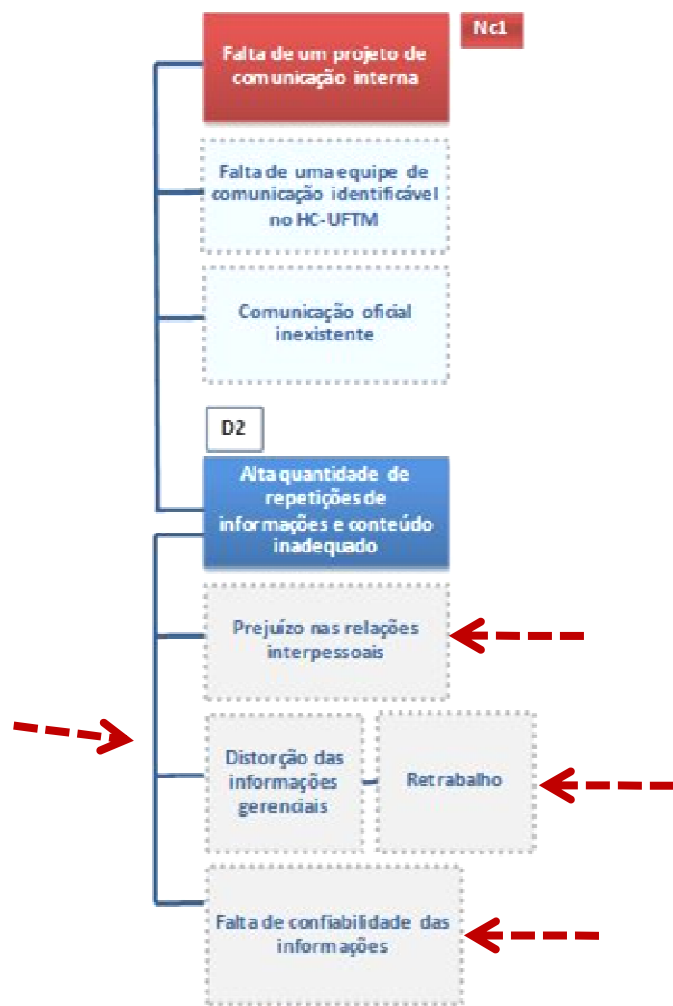 Nc1
Falta de um projeto de
comunicação interna
Falta de uma equipe de
comunicação identificável
no HC-UFTM
Comunicação oficial
inexistente
D2
Alta quantidade de
repetições de
informações e conteúdo
inadequado
Prejuízo nas relações
interpessoais
Distorção das
informações
gerenciais
Retrabalho
Falta de confiabilidade das
informações